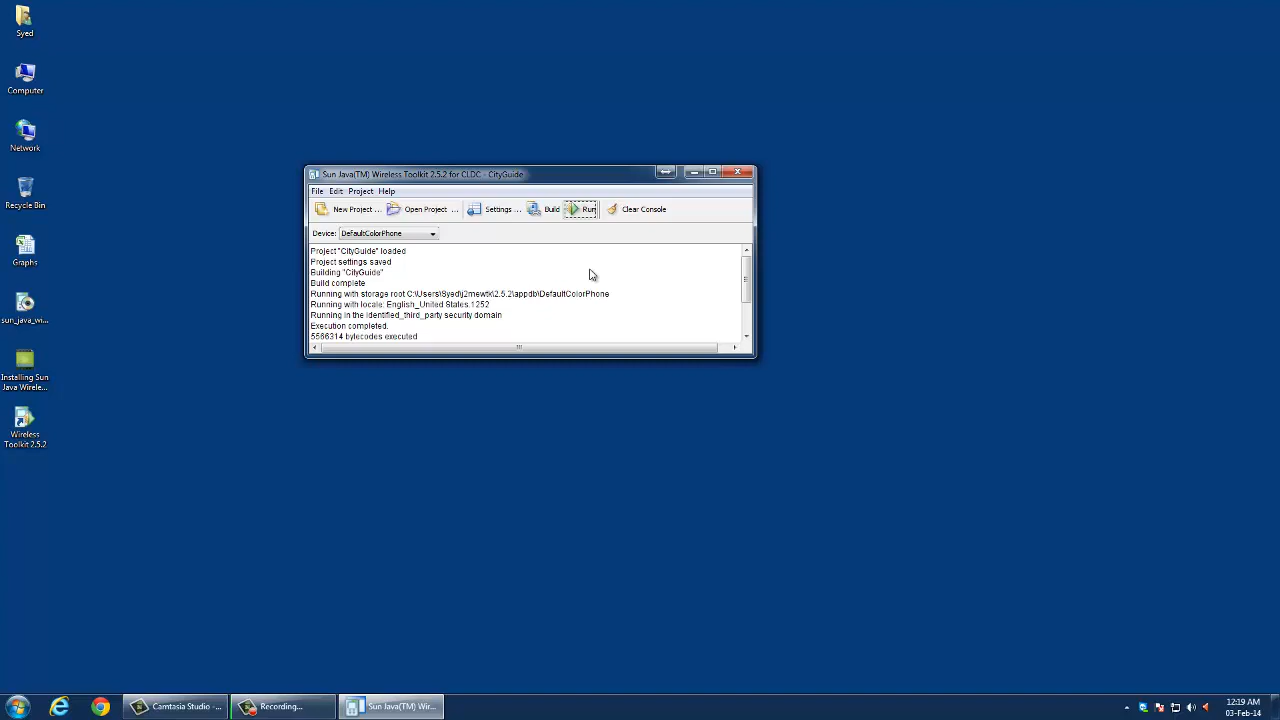 Syed
Computer
Network
Recycle Bin
Graphs
sun_java_wi...
Installing Sun
Java Wirele...
Wireless
Toolkit 2.5.2
Sun Java(TM) Wireless Toolkit 2.5.2 for CLDC - CityGuide
File Edit Project Help
New Project ... Open Project ... Settings ... Build Run Clear Console
Device: DefaultColorPhone
Project "CityGuide" loaded
Project settings saved
Building "CityGuide"
Build complete
Running with storage root C:\Users\Syed\j2mewtk\2.5.2\appdb\DefaultColorPhone
Running with locale: English_United States.1252
Running in the identified_third_party security domain
Execution completed.
5566314 bytecodes executed
Camtasia Studio -... Recording... Sun Java(TM) Wir... 12:19 AM
03-Feb-14